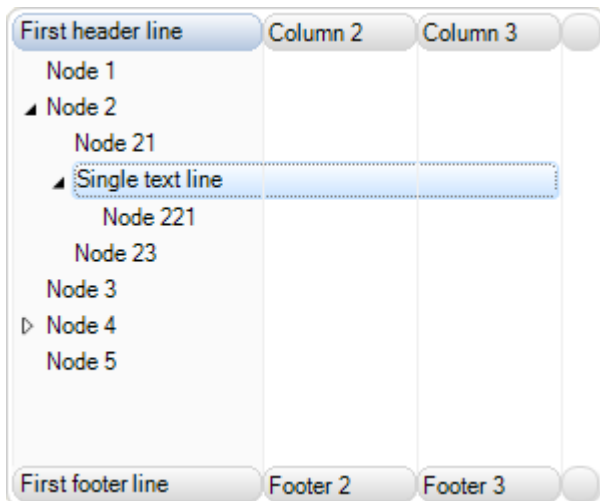 First header line Column 2 Column 3
Node 1
Node 2
Node 21
Single text line
Node 221
Node 23
Node 3
Node 4
Node 5
First footer line Footer 2 Footer 3